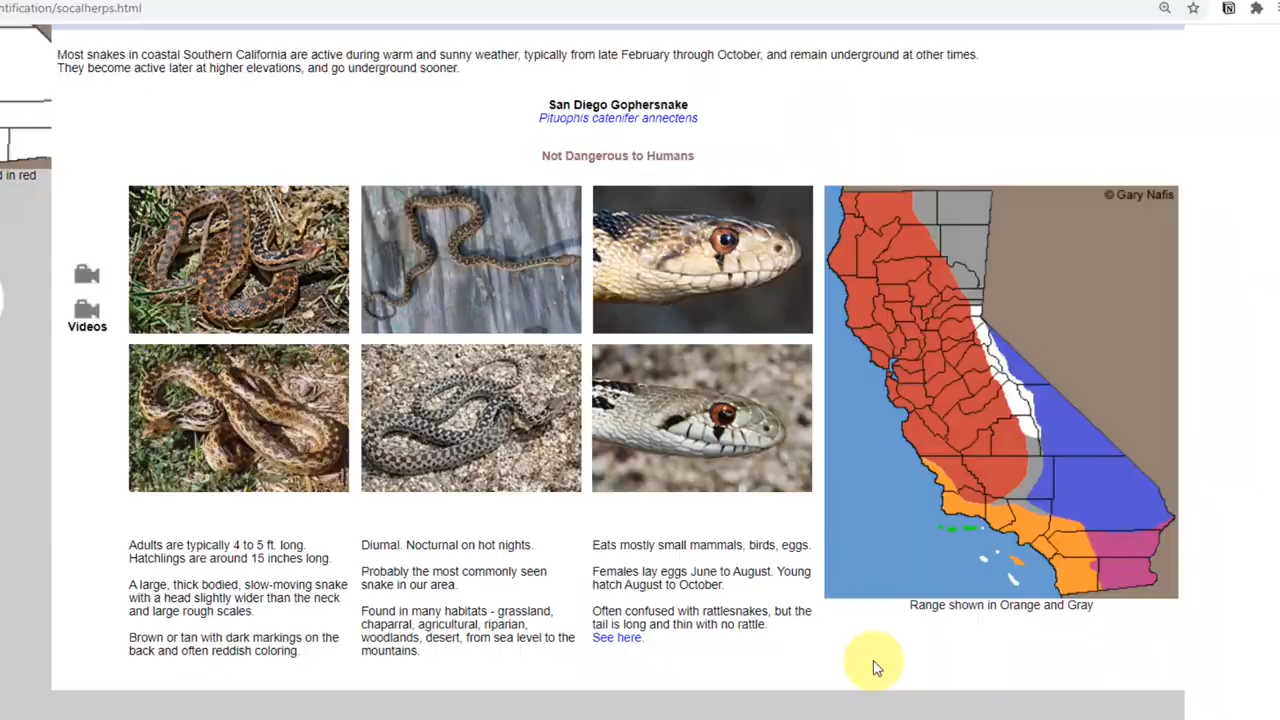 ntification/socalherps.html
Most snakes in coastal Southern California are active during warm and sunny weather, typically from late February through October, and remain underground at other times.
They become active later at higher elevations, and go underground sooner.
San Diego Gophersnake
Pituophis catenifer annectens
Not Dangerous to Humans
d in red
© Gary Nafis
Videos
Adults are typically 4 to 5 ft. long.
Hatchlings are around 15 inches long.
A large, thick bodied, slow-moving snake
with a head slightly wider than the neck
and large rough scales.
Brown or tan with dark markings on the
back and often reddish coloring.
Diurnal. Nocturnal on hot nights.
Probably the most commonly seen
snake in our area.
Found in many habitats - grassland,
chaparral, agricultural, riparian,
woodlands, desert, from sea level to the
mountains.
Eats mostly small mammals, birds, eggs.
Females lay eggs June to August. Young
hatch August to October.
Often confused with rattlesnakes, but the
tail is long and thin with no rattle.
See here.
Range shown in Orange and Gray